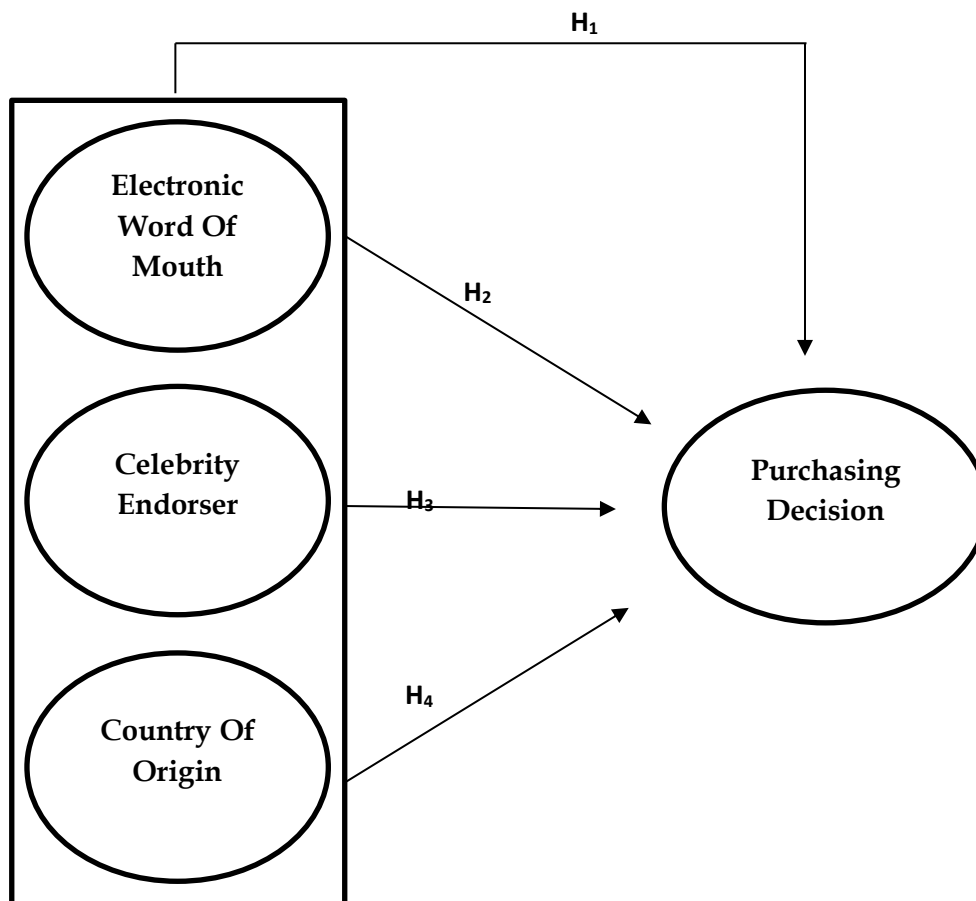 H₁
Electronic
Word Of
Mouth
H₂
Celebrity
Endorser
H₃
Purchasing
Decision
Country Of
Origin
H₄